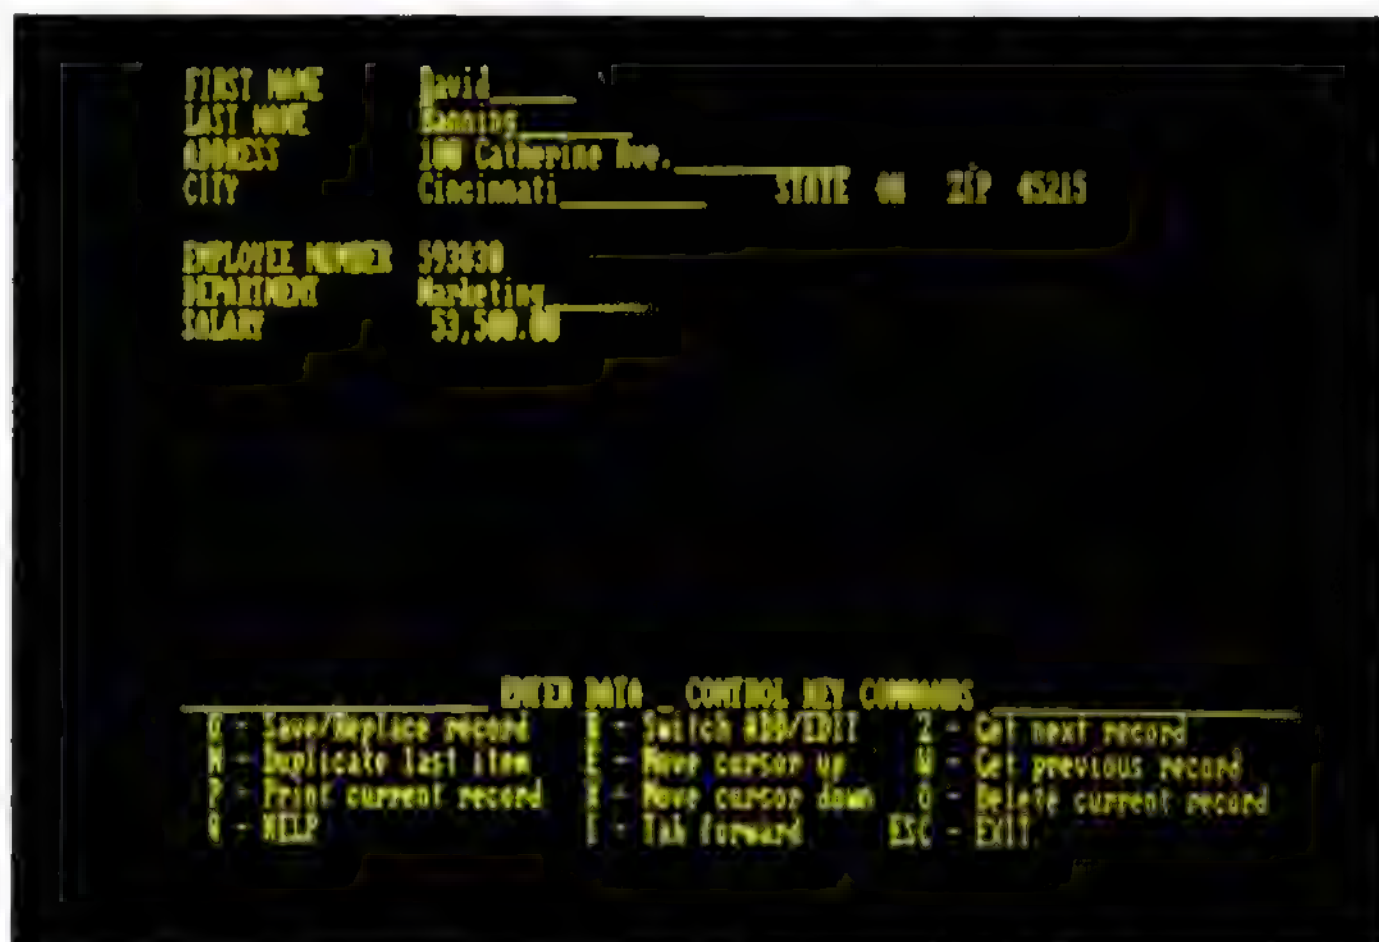 FIRST NAME David
LAST NAME
ADDRESS 100 Catherine Ave.
CITY Cincinnati STATE OH ZIP 45215
EMPLOYEE NUMBER
DEPARTMENT Marketing
SALARY 53,500.00
ENTER DATA _ CONTROL KEY COMMANDS
- Save/Replace record - Switch ADD/EDIT Z - Get next record
- Duplicate last item E - Move cursor up W - Get previous record
P - Print current record X - Move cursor down - Delete current record
- HELP - Tab forward ESC - EXIT